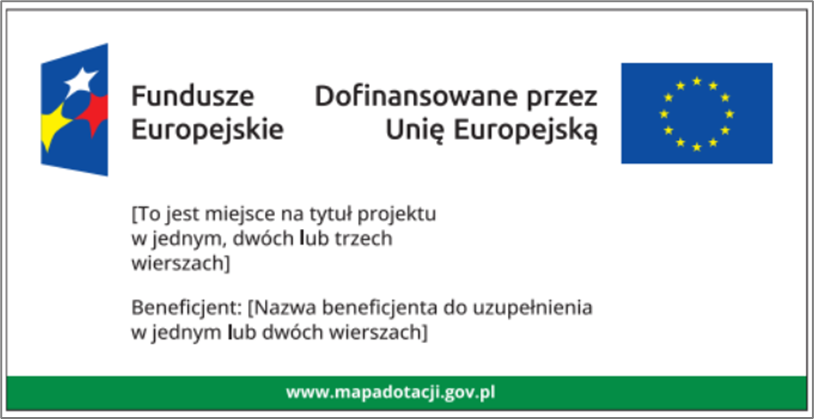 Fundusze
Europejskie
Dofinansowane przez
Unię Europejską
[To jest miejsce na tytuł projektu
w jednym, dwóch lub trzech
wierszach]
Beneficjent: [Nazwa beneficjenta do uzupełnienia
w jednym lub dwóch wierszach]
www.mapadotacji.gov.pl